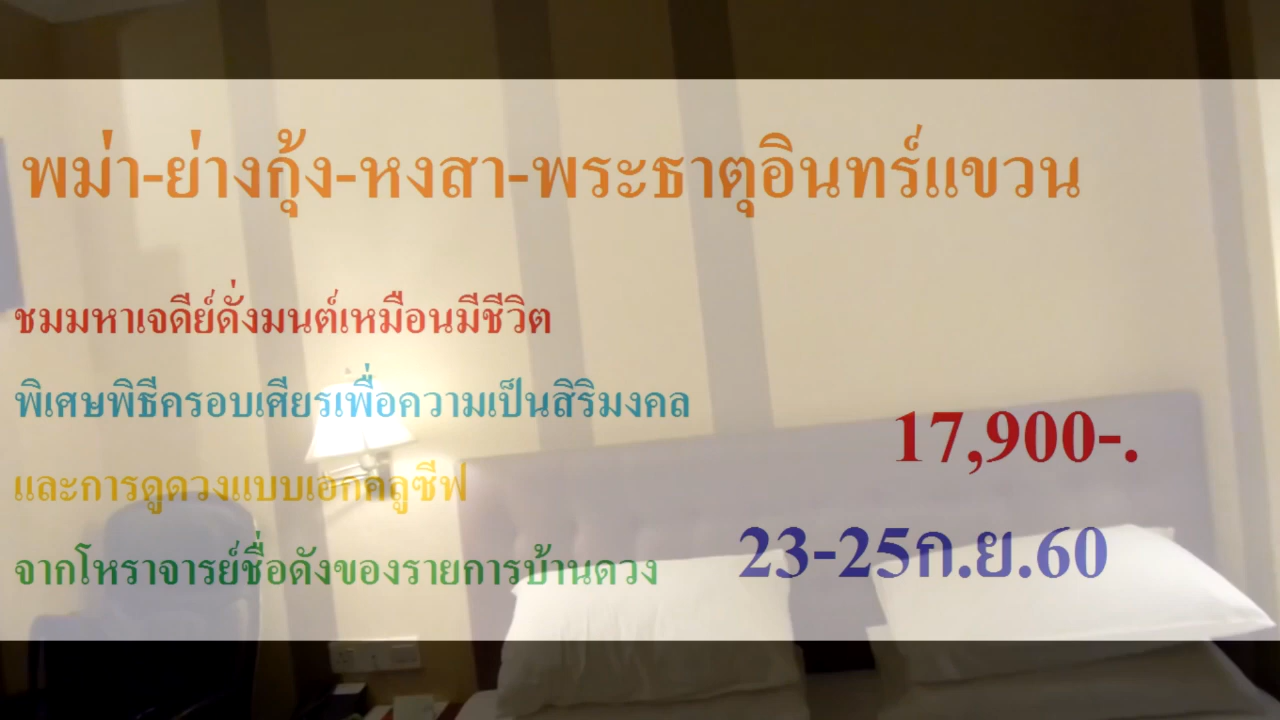 พม่า-ย่างกุ้ง-หงสา-พระธาตุอินทร์แขวน
ชมมหาเจดีย์ดั่งมนต์เหมือนมีชีวิต
พิเศษพิธีครอบเศียรเพื่อความเป็นสิริมงคล
และการดูดวงแบบเอกคลูซีฟ
จากโหราจารย์ชื่อดังของรายการบ้านดวง
17,900-.
23-25ก.ย.60